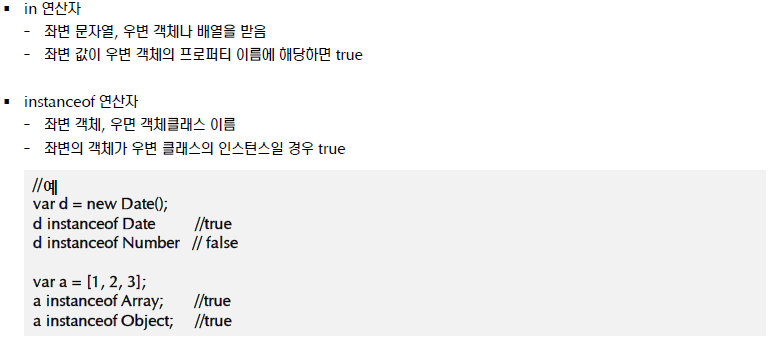 ▪ in 연산자
- 좌변 문자열, 우변 객체나 배열을 받음
- 좌변 값이 우변 객체의 프로퍼티 이름에 해당하면 true
▪ instanceof 연산자
- 좌변 객체, 우면 객체클래스 이름
- 좌변의 객체가 우변 클래스의 인스턴스일 경우 true
//예
var d = new Date();
d instanceof Date //true
d instanceof Number // false
var a = [1, 2, 3];
a instanceof Array; //true
a instanceof Object; //true